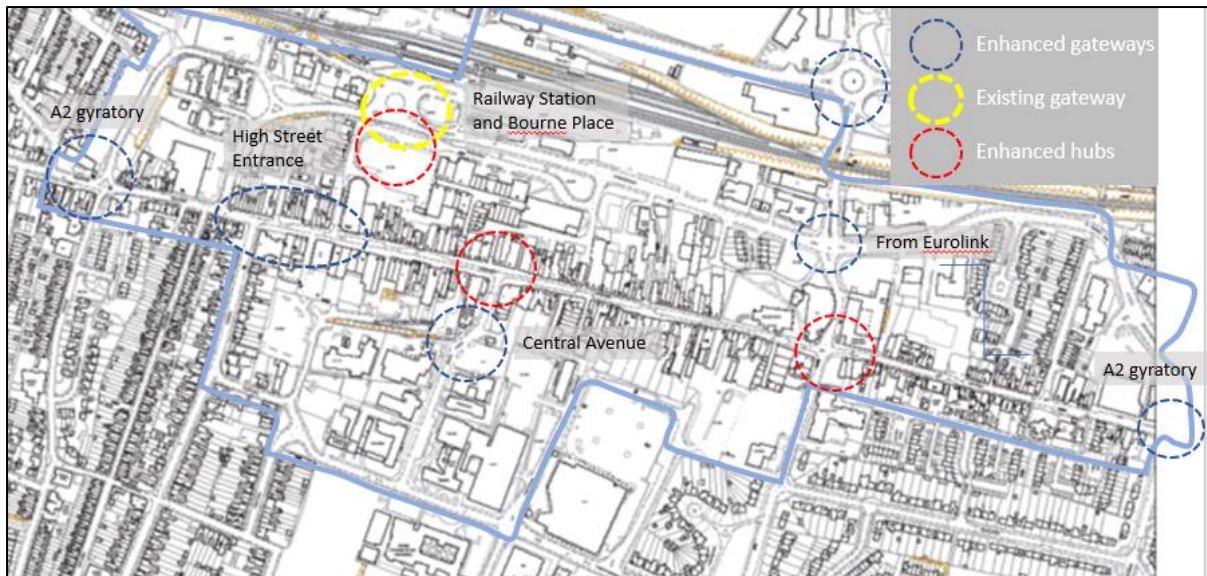 Enhanced gateways
Existing gateway
Enhanced hubs
A2 gyratory
High Street
Entrance
Railway Station
and Bourne Place
From Eurolink
Central Avenue
A2 gyratory